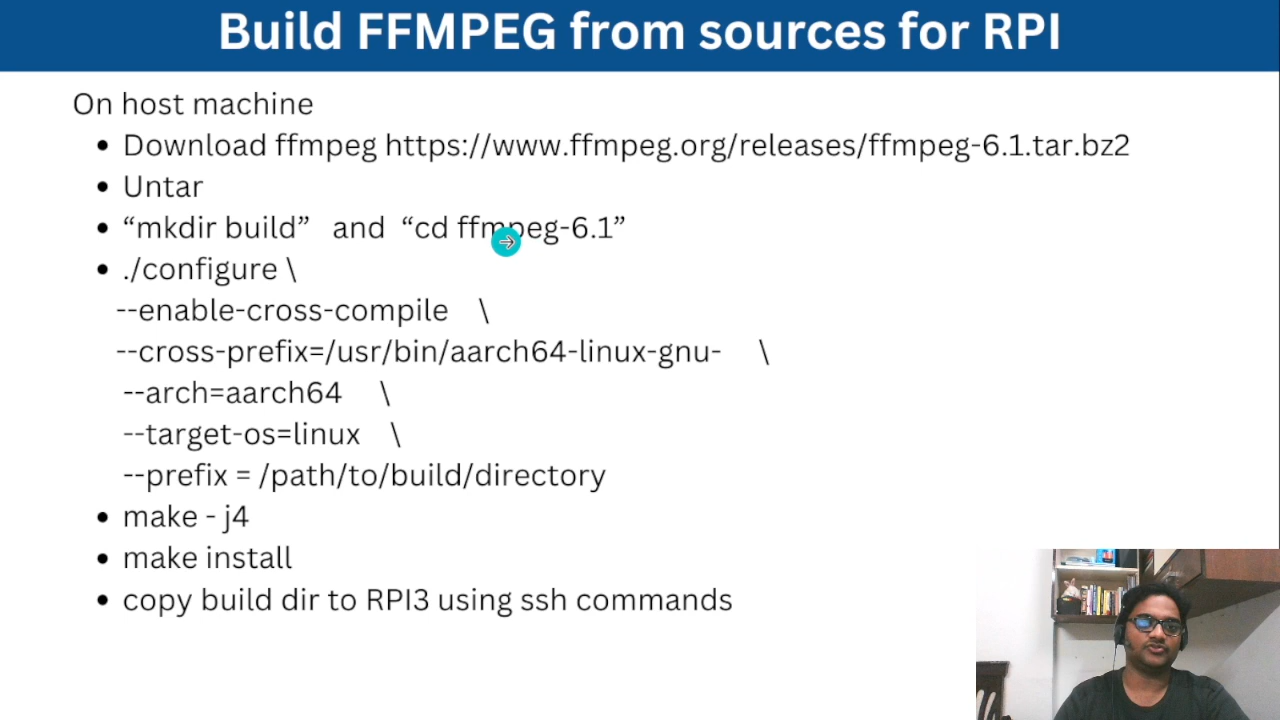 Build FFMPEG from sources for RPI
On host machine
• Download ffmpeg https://www.ffmpeg.org/releases/ffmpeg-6.1.tar.bz2
• Untar
• “mkdir build” and “cd ffmpeg-6.1”
• ./configure \
--enable-cross-compile \
--cross-prefix=/usr/bin/aarch64-linux-gnu- \
--arch=aarch64 \
--target-os=linux \
--prefix = /path/to/build/directory
• make - j4
• make install
• copy build dir to RPI3 using ssh commands